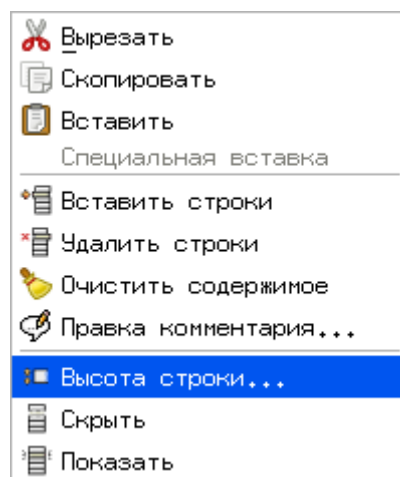 Вырезать
Скопировать
Вставить
Специальная вставка
Вставить строки
Удалить строки
Очистить содержимое
Правка комментария...
Высота строки...
Скрыть
Показать